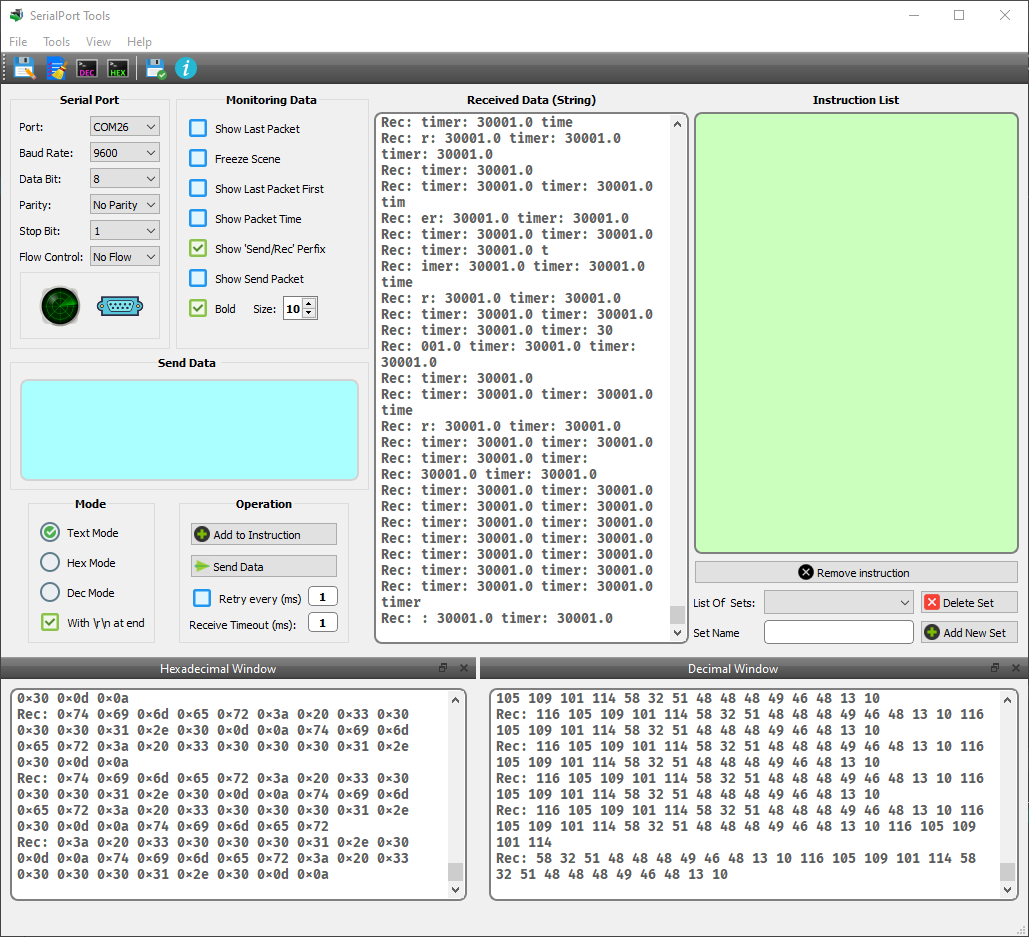 SerialPort Tools
File Tools View Help
DEC HEX i
Serial Port
Port: COM26
Baud Rate: 9600
Data Bit: 8
Parity: No Parity
Stop Bit: 1
Flow Control: No Flow
Monitoring Data
Show Last Packet
Freeze Scene
Show Last Packet First
Show Packet Time
Show 'Send/Rec' Perfix
Show Send Packet
Bold Size: 10
Send Data
Mode
Text Mode
Hex Mode
Dec Mode
With \r\n at end
Operation
Add to Instruction
Send Data
Retry every (ms) 1
Receive Timeout (ms): 1
Received Data (String)
Rec: timer: 30001.0 time
Rec: r: 30001.0 timer: 30001.0
timer: 30001.0
Rec: timer: 30001.0
Rec: timer: 30001.0 timer: 30001.0
tim
Rec: er: 30001.0 timer: 30001.0
Rec: timer: 30001.0 timer: 30001.0
Rec: timer: 30001.0 t
Rec: imer: 30001.0 timer: 30001.0
time
Rec: r: 30001.0 timer: 30001.0
Rec: timer: 30001.0 timer: 30001.0
Rec: timer: 30001.0 timer: 30
Rec: 001.0 timer: 30001.0 timer:
30001.0
Rec: timer: 30001.0
Rec: timer: 30001.0 timer: 30001.0
time
Rec: r: 30001.0 timer: 30001.0
Rec: timer: 30001.0 timer: 30001.0
Rec: timer: 30001.0 timer:
Rec: 30001.0 timer: 30001.0
Rec: timer: 30001.0 timer: 30001.0
Rec: timer: 30001.0 timer: 30001.0
Rec: timer: 30001.0 timer: 30001.0
Rec: timer: 30001.0 timer: 30001.0
Rec: timer: 30001.0 timer: 30001.0
Rec: timer: 30001.0 timer: 30001.0
Rec: timer: 30001.0 timer: 30001.0
timer
Rec: : 30001.0 timer: 30001.0
Instruction List
Remove instruction
List Of Sets: Delete Set
Set Name Add New Set
Hexadecimal Window
0×30 0×0d 0×0a
Rec: 0×74 0×69 0×6d 0×65 0×72 0×3a 0×20 0×33 0×30
0×30 0×30 0×31 0×2e 0×30 0×0d 0×0a 0×74 0×69 0×6d
0×65 0×72 0×3a 0×20 0×33 0×30 0×30 0×30 0×31 0×2e
0×30 0×0d 0×0a
Rec: 0×74 0×69 0×6d 0×65 0×72 0×3a 0×20 0×33 0×30
0×30 0×30 0×31 0×2e 0×30 0×0d 0×0a 0×74 0×69 0×6d
0×65 0×72 0×3a 0×20 0×33 0×30 0×30 0×30 0×31 0×2e
0×30 0×0d 0×0a 0×74 0×69 0×6d 0×65 0×72
Rec: 0×3a 0×20 0×33 0×30 0×30 0×30 0×31 0×2e 0×30
0×0d 0×0a 0×74 0×69 0×6d 0×65 0×72 0×3a 0×20 0×33
0×30 0×30 0×30 0×31 0×2e 0×30 0×0d 0×0a
Decimal Window
105 109 101 114 58 32 51 48 48 48 49 46 48 13 10
Rec: 116 105 109 101 114 58 32 51 48 48 48 49 46 48 13 10 116
105 109 101 114 58 32 51 48 48 48 49 46 48 13 10
Rec: 116 105 109 101 114 58 32 51 48 48 48 49 46 48 13 10 116
105 109 101 114 58 32 51 48 48 48 49 46 48 13 10
Rec: 116 105 109 101 114 58 32 51 48 48 48 49 46 48 13 10 116
105 109 101 114 58 32 51 48 48 48 49 46 48 13 10
Rec: 116 105 109 101 114 58 32 51 48 48 48 49 46 48 13 10 116
105 109 101 114 58 32 51 48 48 48 49 46 48 13 10 116 105 109
101 114
Rec: 58 32 51 48 48 48 49 46 48 13 10 116 105 109 101 114 58
32 51 48 48 48 49 46 48 13 10